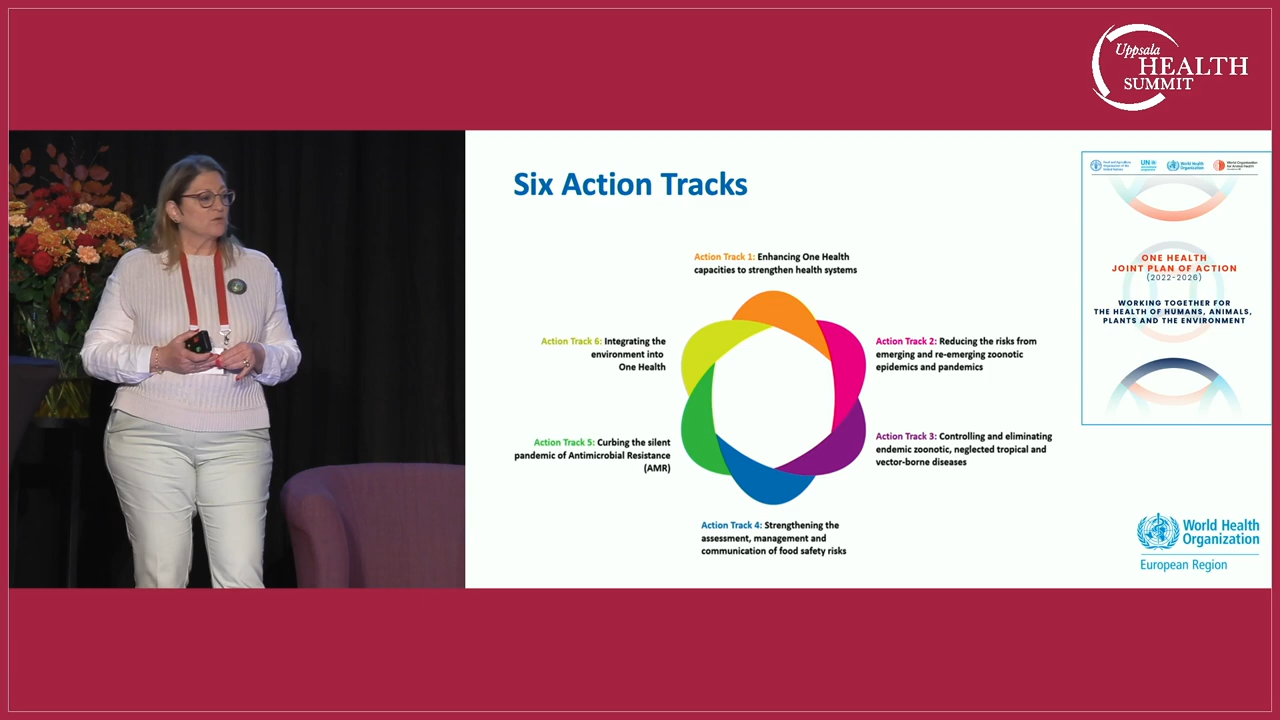 Uppsala
HEALTH
SUMMIT
Six Action Tracks
Action Track 1: Enhancing One Health
capacities to strengthen health systems
Action Track 2: Reducing the risks from
emerging and re-emerging zoonotic
epidemics and pandemics
Action Track 3: Controlling and eliminating
endemic zoonotic, neglected tropical and
vector-borne diseases
Action Track 4: Strengthening the
assessment, management and
communication of food safety risks
Action Track 5: Curbing the silent
pandemic of Antimicrobial Resistance
(AMR)
Action Track 6: Integrating the
environment into
One Health
UN
World Health
Organization
ONE HEALTH
JOINT PLAN OF ACTION
(2022-2026)
WORKING TOGETHER FOR
THE HEALTH OF HUMANS, ANIMALS,
PLANTS AND THE ENVIRONMENT
World Health
Organization
European Region